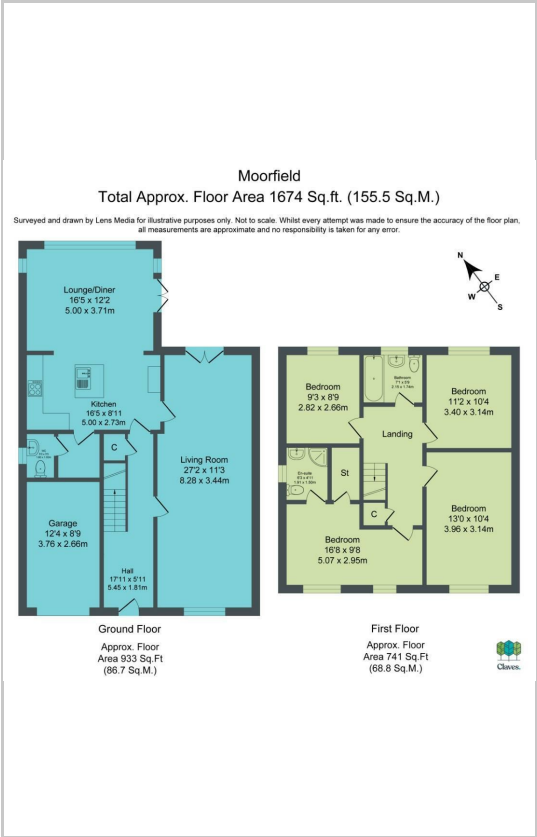 Moorfield
Total Approx. Floor Area 1674 Sq.ft. (155.5 Sq.M.)
Surveyed and drawn by Lens Media for illustrative purposes only. Not to scale. Whilst every attempt was made to ensure the accuracy of the floor plan,
all measurements are approximate and no responsibility is taken for any error.
N
E
W
S
Lounge/Diner
16'5 x 12'2
5.00 x 3.71m
Kitchen
16'5 x 8'11
5.00 x 2.73m
C
Living Room
27'2 x 11'3
8.28 x 3.44m
Garage
12'4 x 8'9
3.76 x 2.66m
Hall
17'11 x 5'11
5.45 x 1.81m
Ground Floor
Approx. Floor
Area 933 Sq.Ft
(86.7 Sq.M.)
Bedroom
9'3 x 8'9
2.82 x 2.66m
Bathroom
Bedroom
11'2 x 10'4
3.40 x 3.14m
Landing
En-suite
St
C
Bedroom
13'0 x 10'4
3.96 x 3.14m
Bedroom
16'8 x 9'8
5.07 x 2.95m
First Floor
Approx. Floor
Area 741 Sq.Ft
(68.8 Sq.M.)
Claves.